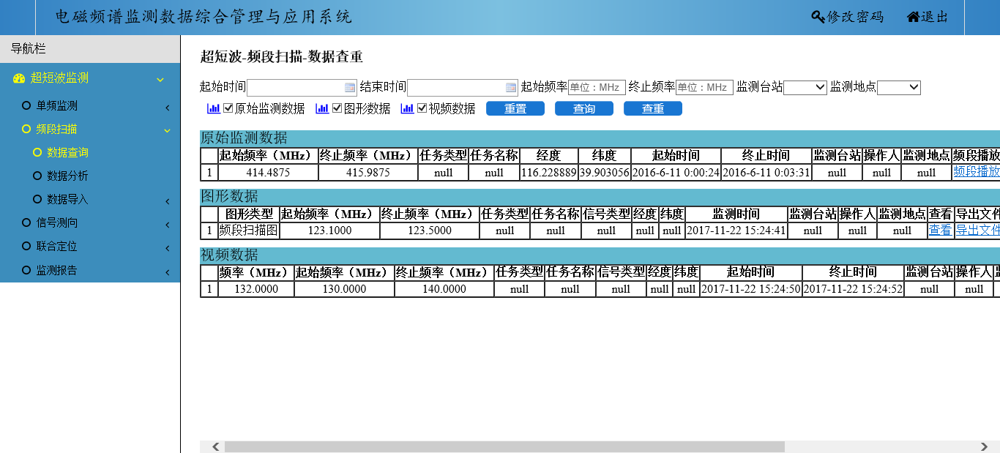 电磁频谱监测数据综合管理与应用系统 修改密码 退出
导航栏
超短波监测
单频监测
频段扫描
数据查询
数据分析
数据导入
信号测向
联合定位
监测报告
超短波-频段扫描-数据查重
起始时间 结束时间 起始频率 单位：MHz 终止频率 单位：MHz 监测台站 监测地点
原始监测数据 图形数据 视频数据 重置 查询 查重
原始监测数据
起始频率（MHz） 终止频率（MHz） 任务类型 任务名称 经度 纬度 起始时间 终止时间 监测台站 操作人 监测地点 频段播放
1 414.4875 415.9875 null null 116.228889 39.903056 2016-6-11 0:00:24 2016-6-11 0:03:31 null null null 频段播放
图形数据
图形类型 起始频率（MHz） 终止频率（MHz） 任务类型 任务名称 信号类型 经度 纬度 监测时间 监测台站 操作人 监测地点 查看 导出文件
1 频段扫描图 123.1000 123.5000 null null null null null 2017-11-22 15:24:41 null null null 查看 导出文件
视频数据
频率（MHz） 起始频率（MHz） 终止频率（MHz） 任务类型 任务名称 信号类型 经度 纬度 起始时间 终止时间 监测台站 操作人
1 132.0000 130.0000 140.0000 null null null null null 2017-11-22 15:24:50 2017-11-22 15:24:52 null null